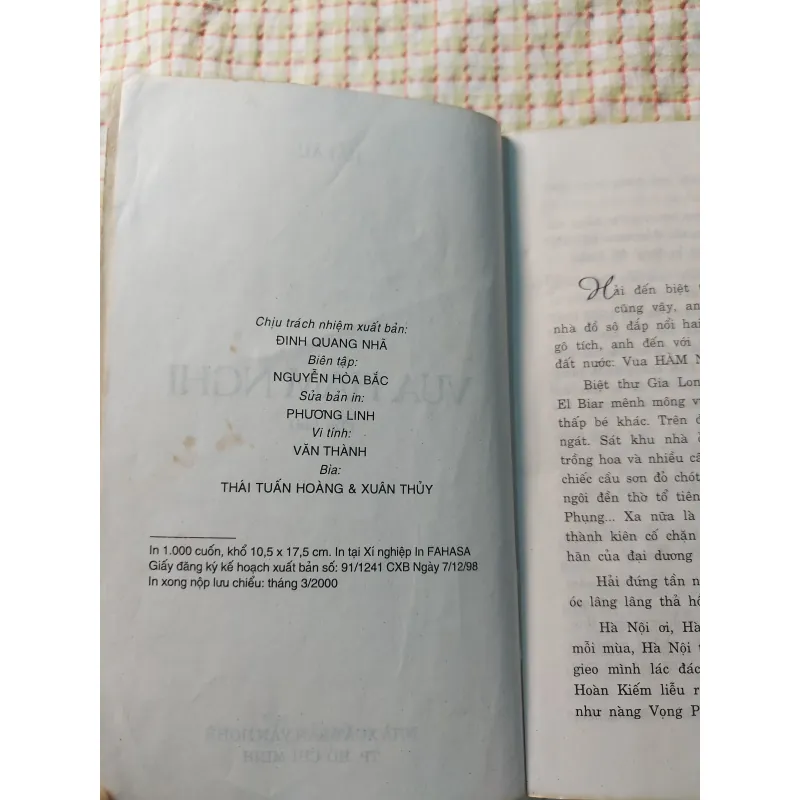 Chịu trách nhiệm xuất bản:
ĐINH QUANG NHÃ
Biên tập:
NGUYỄN HÒA BẮC
Sửa bản in:
PHƯƠNG LINH
Vi tính:
VĂN THÀNH
Bìa:
THÁI TUẤN HOÀNG & XUÂN THỦY
In 1.000 cuốn, khổ 10,5 x 17,5 cm. In tại Xí nghiệp In FAHASA
Giấy đăng ký kế hoạch xuất bản số: 91/1241 CXB Ngày 7/12/98
In xong nộp lưu chiểu: tháng 3/2000
Hải đến biệt
cũng vậy, an
nhà đồ sộ đắp nổi hai
gõ tích, anh đến với
đất nước: Vua HÀM N
Biệt thự Gia Lon
El Biar mênh mông v
thấp bé khác. Trên đ
ngát. Sát khu nhà
trồng hoa và nhiều câ
chiếc cầu sơn đỏ chót
ngôi đền thờ tổ tiên
Phụng... Xa nữa là
thành kiên cố chặn
hãn của đại dương
Hải đứng tần n
óc lâng lâng thả h
Hà Nội ơi, Hà
mỗi mùa, Hà Nội t
gieo mình lác đác
Hoàn Kiếm liễu r
như nàng Vọng P